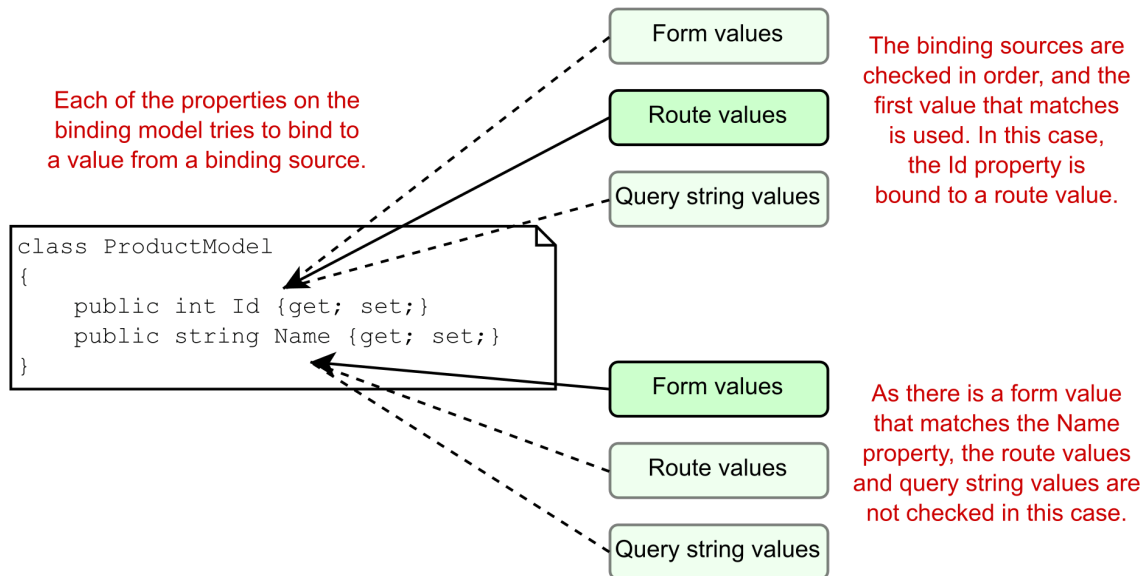 Each of the properties on the
binding model tries to bind to
a value from a binding source.
Form values
Route values
Query string values
The binding sources are
checked in order, and the
first value that matches
is used. In this case,
the Id property is
bound to a route value.
class ProductModel
{
    public int Id {get; set;}
    public string Name {get; set;}
}
Form values
Route values
Query string values
As there is a form value
that matches the Name
property, the route values
and query string values are
not checked in this case.